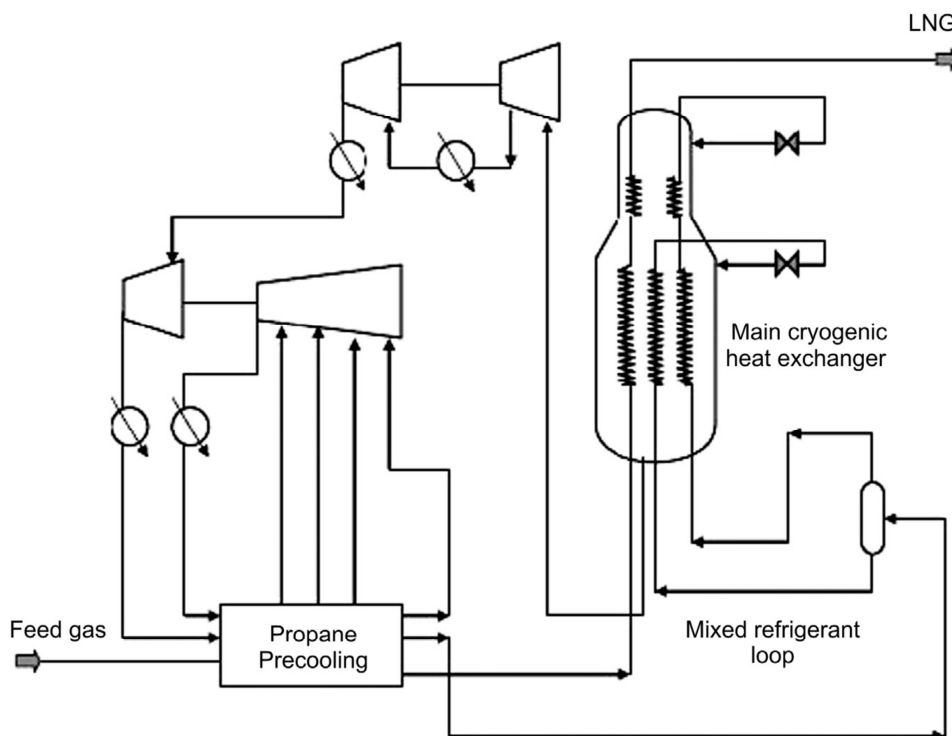 LNG
Main cryogenic
heat exchanger
Feed gas
Propane
Precooling
Mixed refrigerant
loop